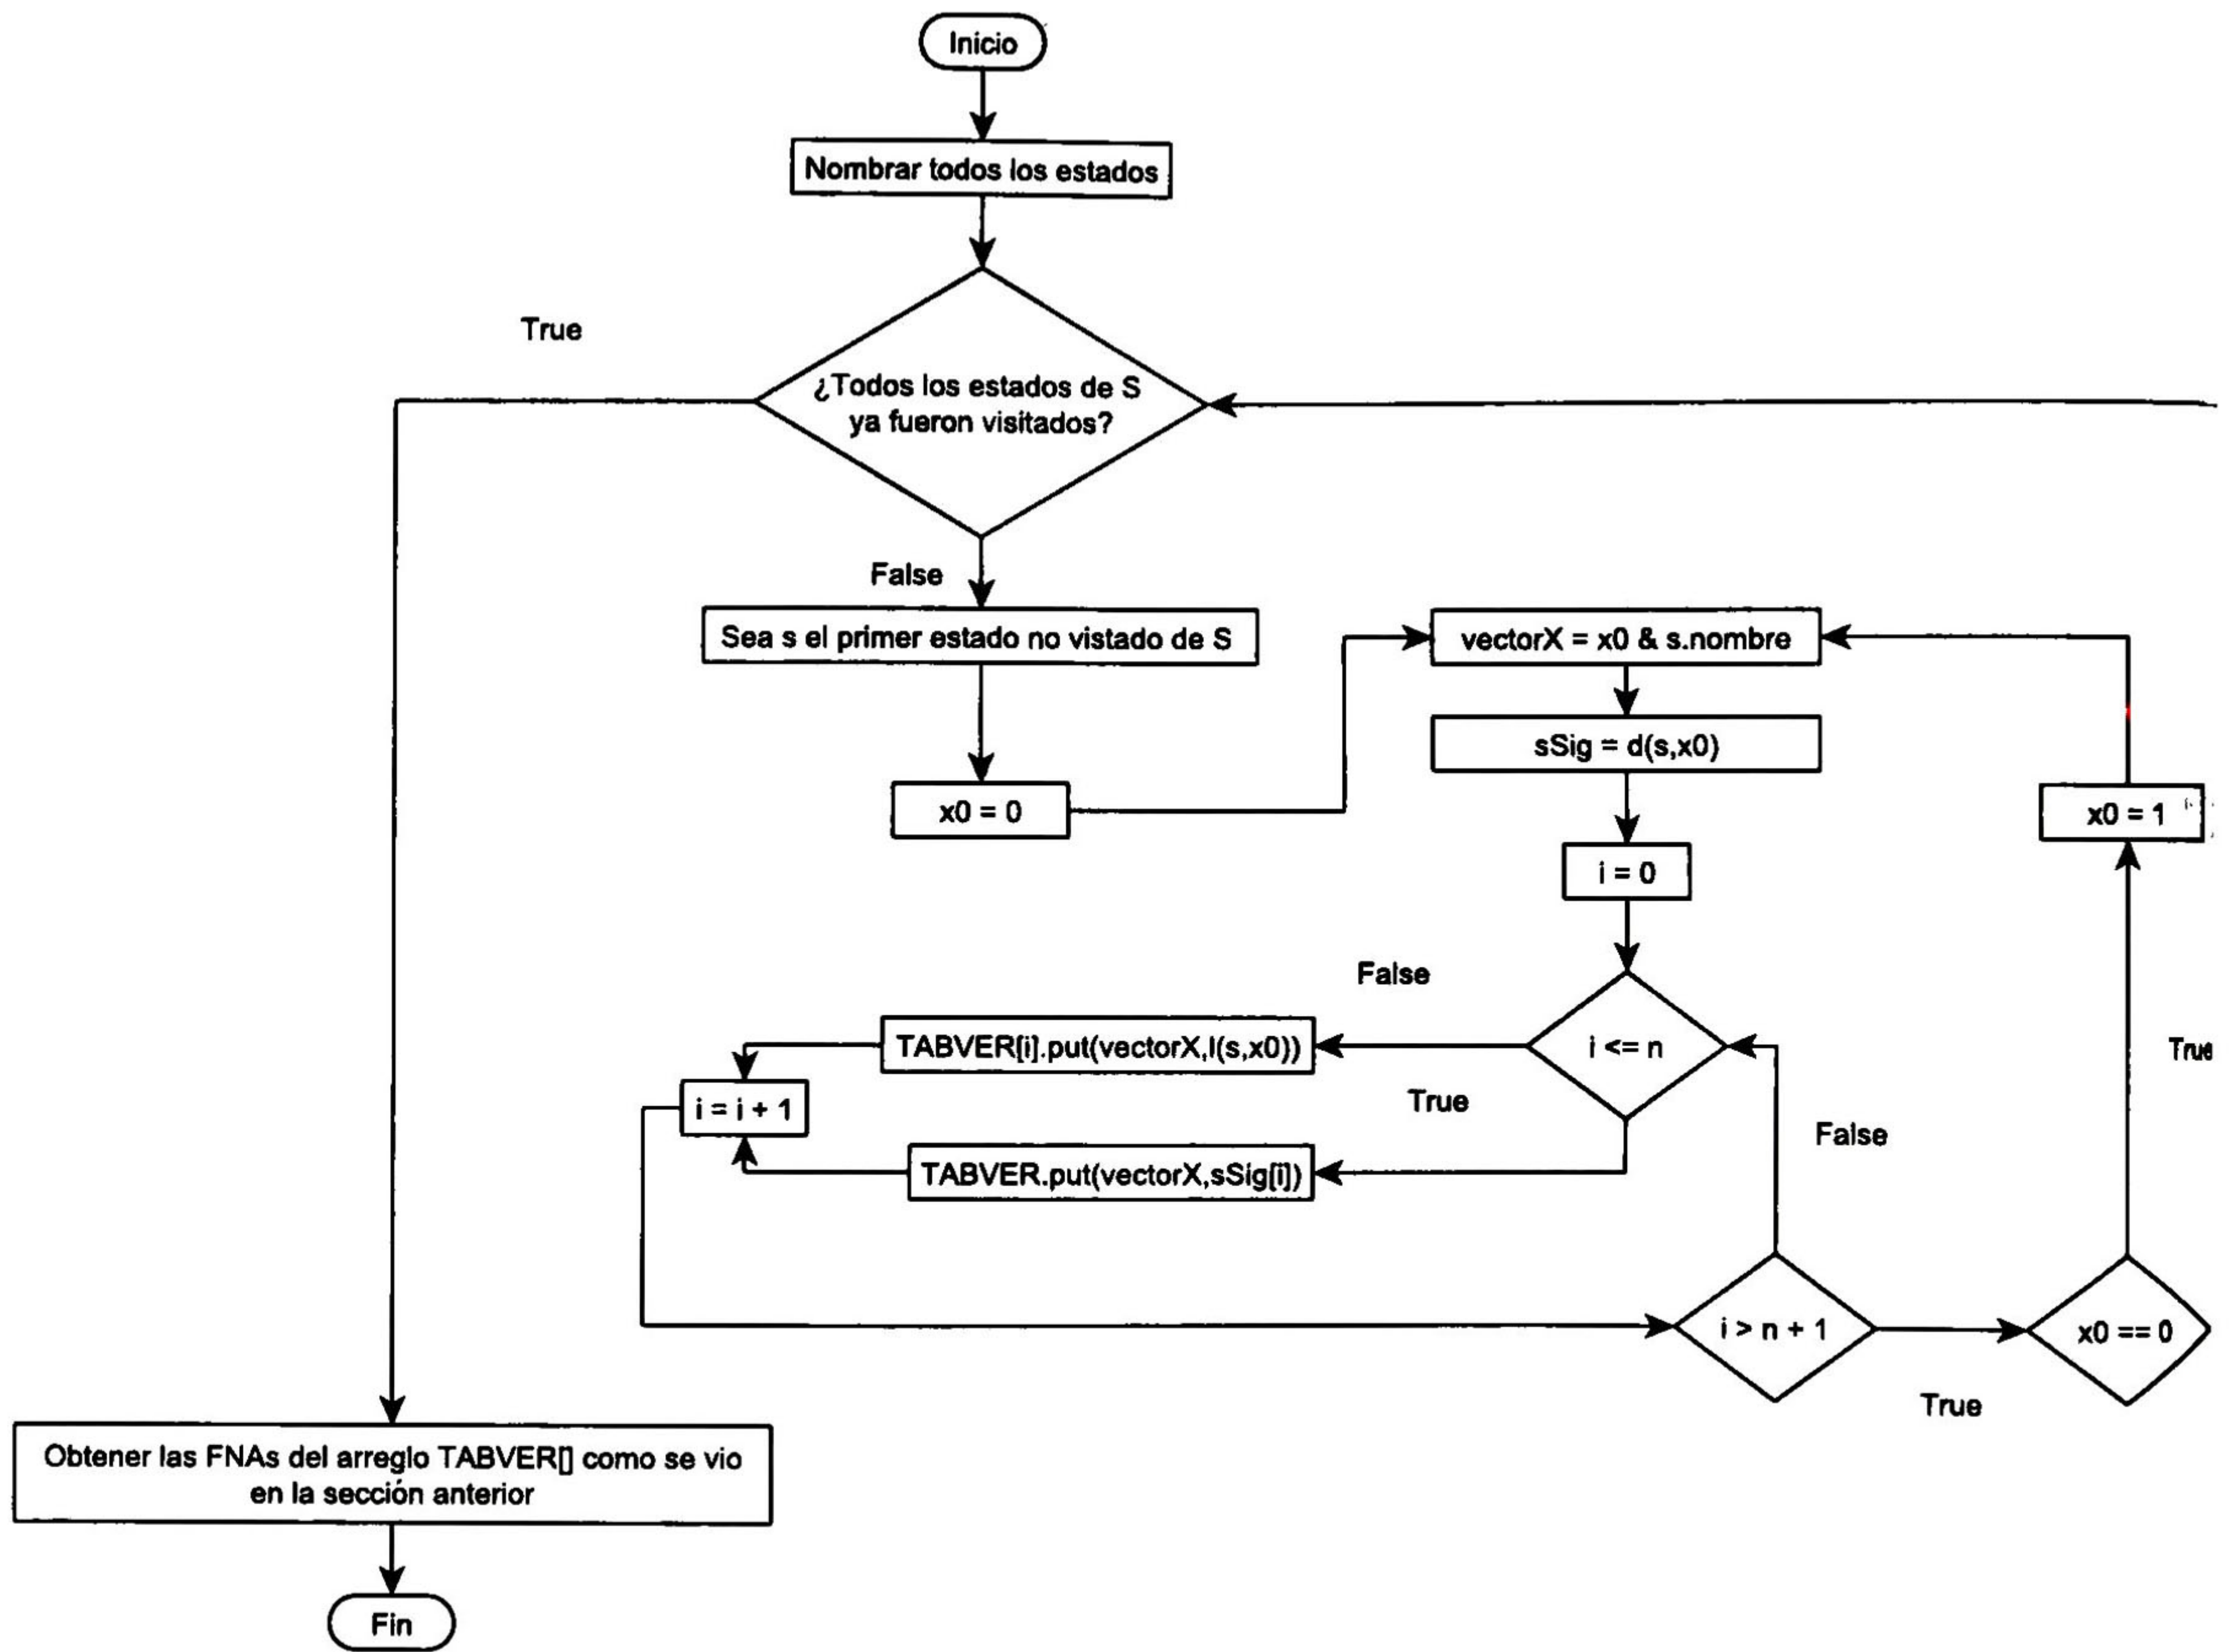 Inicio
Nombrar todos los estados
True
¿Todos los estados de S
ya fueron visitados?
False
Sea s el primer estado no vistado de S
vectorX = x0 & s.nombre
sSig = d(s,x0)
x0 = 0
x0 = 1
i = 0
False
TABVER[i].put(vectorX,l(s,x0))
i <= n
True
True
i = i + 1
False
TABVER.put(vectorX,sSig[i])
i > n + 1
x0 == 0
True
Obtener las FNAs del arreglo TABVER[] como se vio
en la sección anterior
Fin